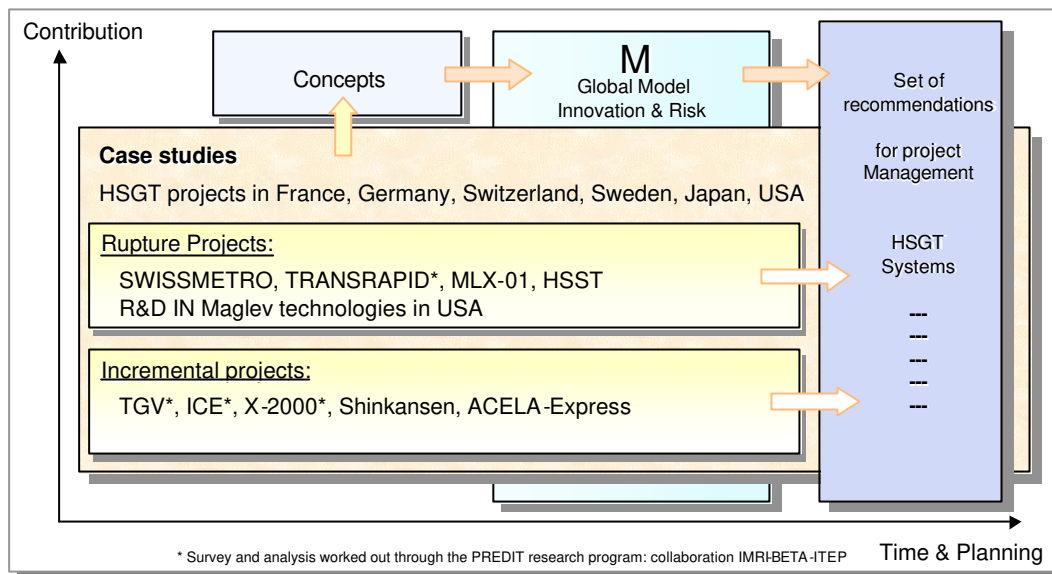 Contribution
Concepts
M
Global Model
Innovation & Risk
Set of
recommendations
for project
Management
HSGT
Systems
---
---
---
---
---
Case studies
HSGT projects in France, Germany, Switzerland, Sweden, Japan, USA
Rupture Projects:
SWISSMETRO, TRANSRAPID*, MLX-01, HSST
R&D IN Maglev technologies in USA
Incremental projects:
TGV*, ICE*, X-2000*, Shinkansen, ACELA-Express
* Survey and analysis worked out through the PREDIT research program: collaboration IMRI-BETA-ITEP
Time & Planning